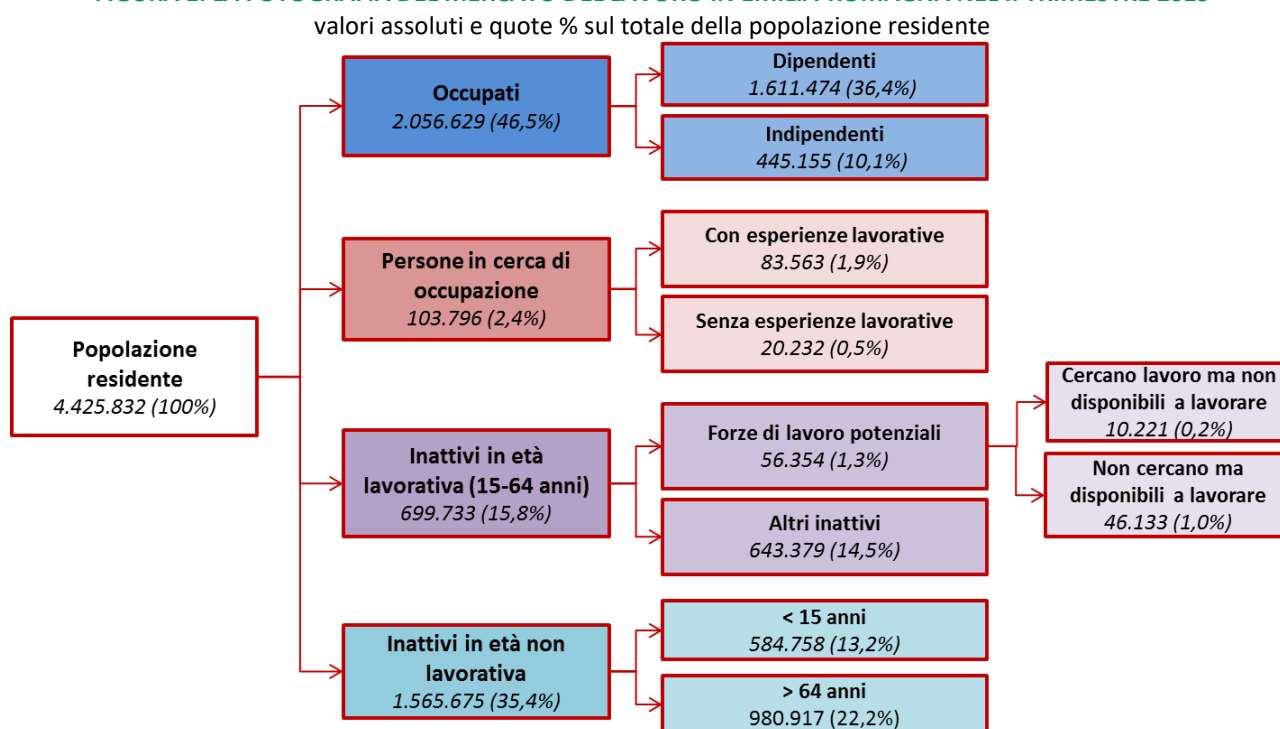 valori assoluti e quote % sul totale della popolazione residente
Occupati
2.056.629 (46,5%)
Dipendenti
1.611.474 (36,4%)
Indipendenti
445.155 (10,1%)
Persone in cerca di
occupazione
103.796 (2,4%)
Con esperienze lavorative
83.563 (1,9%)
Senza esperienze lavorative
20.232 (0,5%)
Popolazione
residente
4.425.832 (100%)
Inattivi in età
lavorativa (15-64 anni)
699.733 (15,8%)
Forze di lavoro potenziali
56.354 (1,3%)
Cercano lavoro ma non
disponibili a lavorare
10.221 (0,2%)
Non cercano ma
disponibili a lavorare
46.133 (1,0%)
Altri inattivi
643.379 (14,5%)
Inattivi in età non
lavorativa
1.565.675 (35,4%)
< 15 anni
584.758 (13,2%)
> 64 anni
980.917 (22,2%)